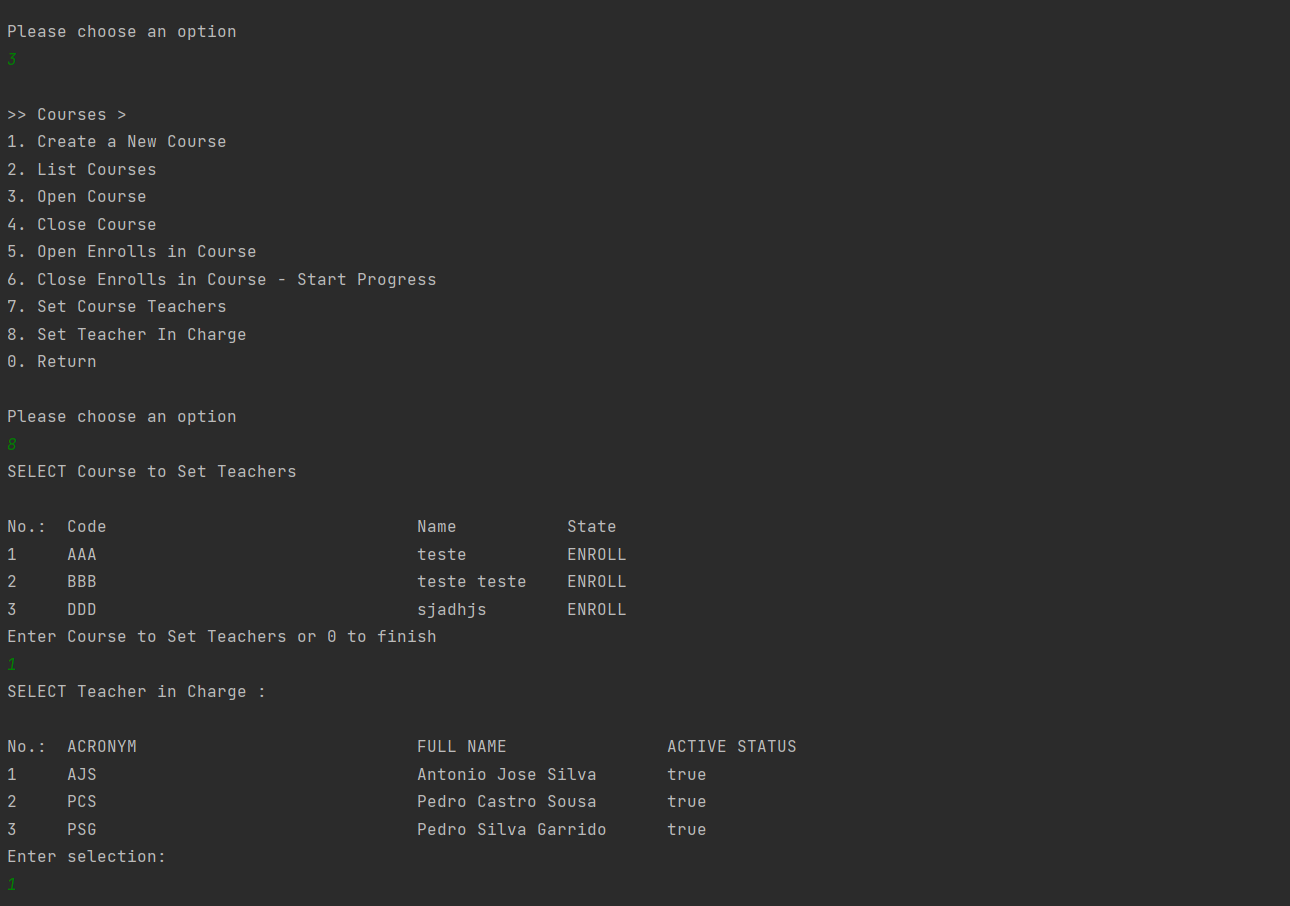 Please choose an option
3
>> Courses >
1. Create a New Course
2. List Courses
3. Open Course
4. Close Course
5. Open Enrolls in Course
6. Close Enrolls in Course - Start Progress
7. Set Course Teachers
8. Set Teacher In Charge
0. Return
Please choose an option
8
SELECT Course to Set Teachers
No.: Code Name State
1 AAA teste ENROLL
2 BBB teste teste ENROLL
3 DDD sjadhjs ENROLL
Enter Course to Set Teachers or 0 to finish
1
SELECT Teacher in Charge :
No.: ACRONYM FULL NAME ACTIVE STATUS
1 AJS Antonio Jose Silva true
2 PCS Pedro Castro Sousa true
3 PSG Pedro Silva Garrido true
Enter selection:
1